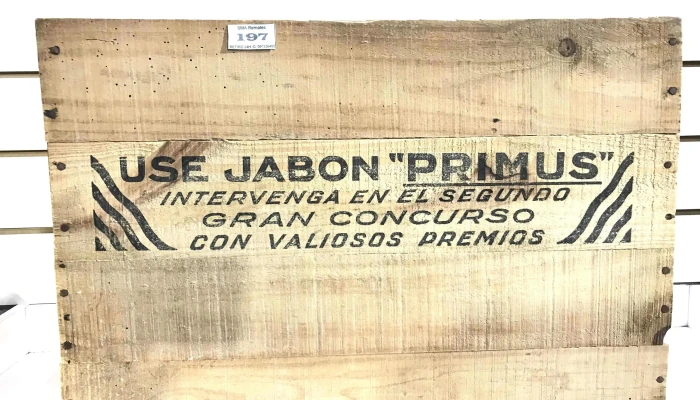 197
USE JABON "PRIMUS"
INTERVENGA EN EL SEGUNDO
GRAN CONCURSO
CON VALIOSOS PREMIOS